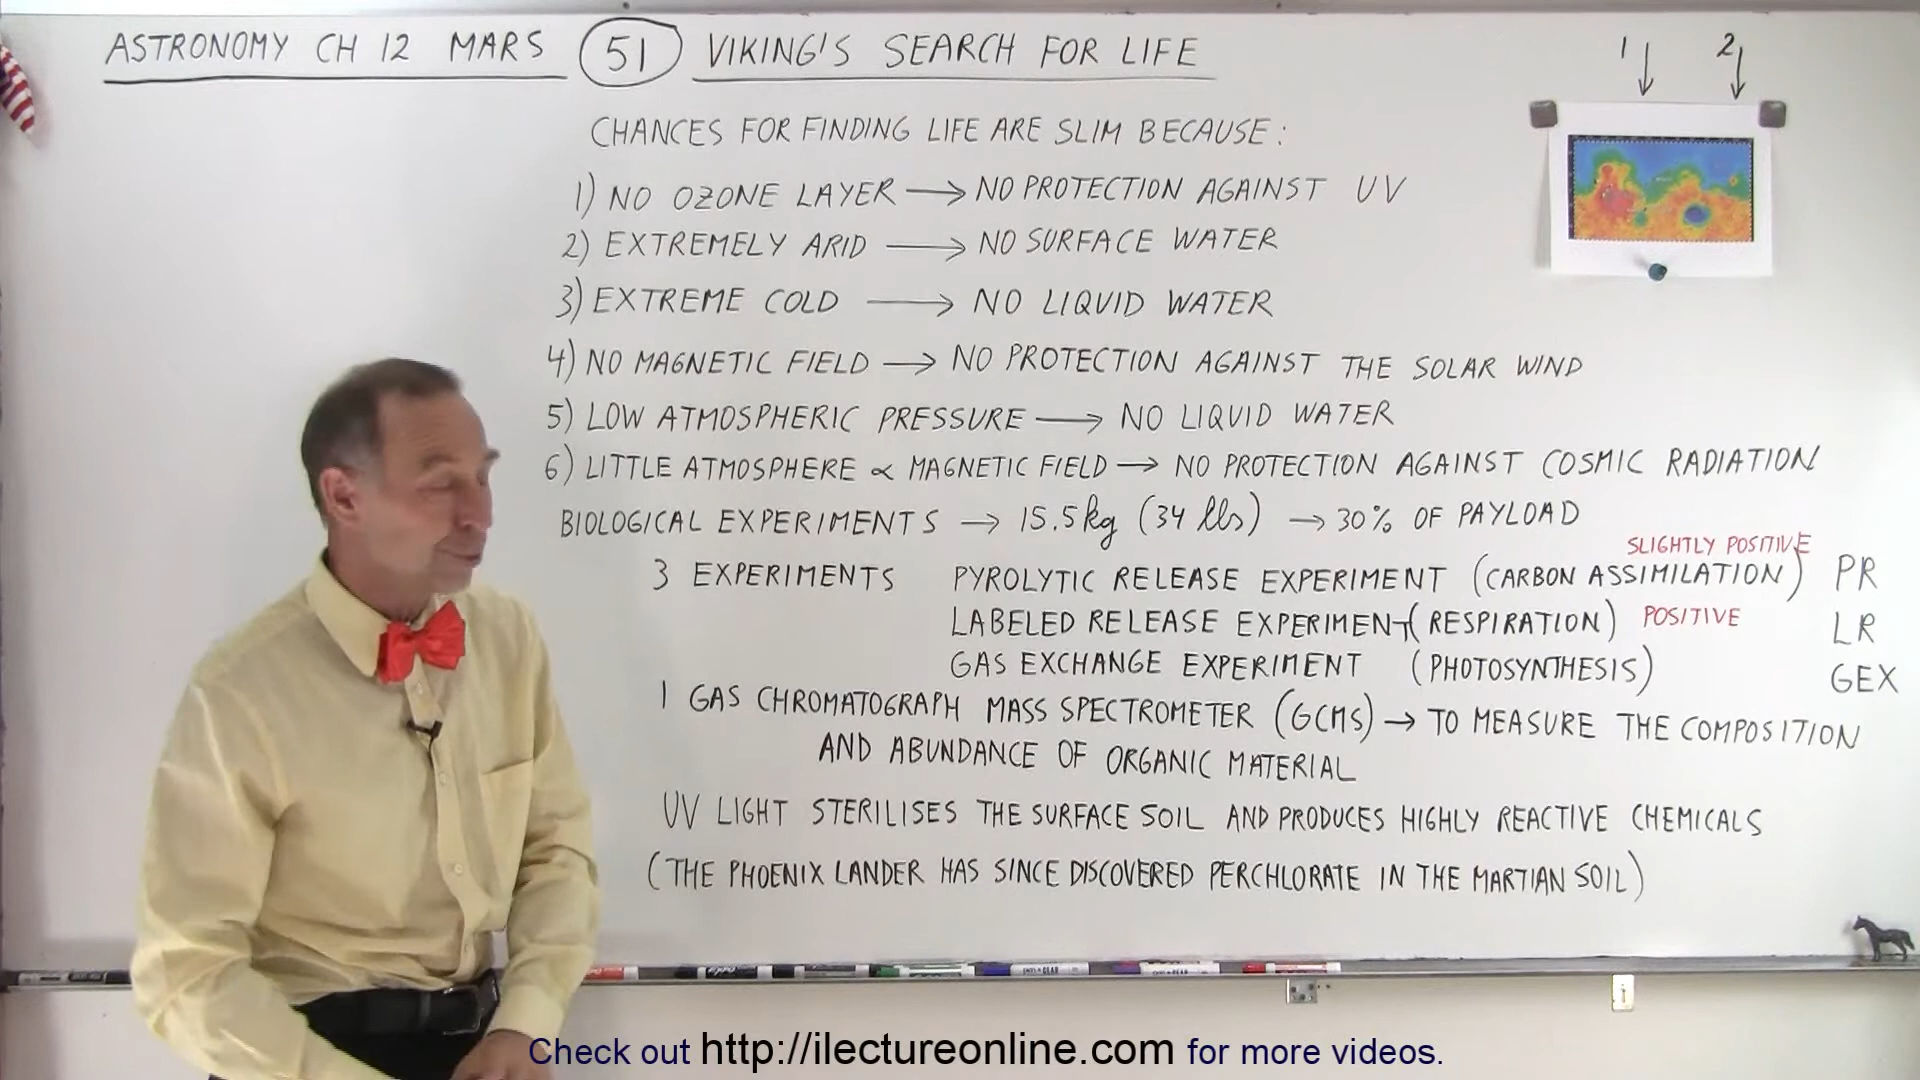 ASTRONOMY CH 12 MARS 51 VIKING'S SEARCH FOR LIFE
1 2
CHANCES FOR FINDING LIFE ARE SLIM BECAUSE:
1) NO OZONE LAYER → NO PROTECTION AGAINST UV
2) EXTREMELY ARID → NO SURFACE WATER
3) EXTREME COLD → NO LIQUID WATER
4) NO MAGNETIC FIELD → NO PROTECTION AGAINST THE SOLAR WIND
5) LOW ATMOSPHERIC PRESSURE → NO LIQUID WATER
6) LITTLE ATMOSPHERE & MAGNETIC FIELD → NO PROTECTION AGAINST COSMIC RADIATION
BIOLOGICAL EXPERIMENTS → 15.5kg (34 lbs) → 30% OF PAYLOAD
SLIGHTLY POSITIVE
3 EXPERIMENTS PYROLYTIC RELEASE EXPERIMENT (CARBON ASSIMILATION) PR
LABELED RELEASE EXPERIMENT (RESPIRATION) POSITIVE LR
GAS EXCHANGE EXPERIMENT (PHOTOSYNTHESIS) GEX
1 GAS CHROMATOGRAPH MASS SPECTROMETER (GCMS) → TO MEASURE THE COMPOSITION
AND ABUNDANCE OF ORGANIC MATERIAL
UV LIGHT STERILISES THE SURFACE SOIL AND PRODUCES HIGHLY REACTIVE CHEMICALS
(THE PHOENIX LANDER HAS SINCE DISCOVERED PERCHLORATE IN THE MARTIAN SOIL)
Check out http://ilectureonline.com for more videos.